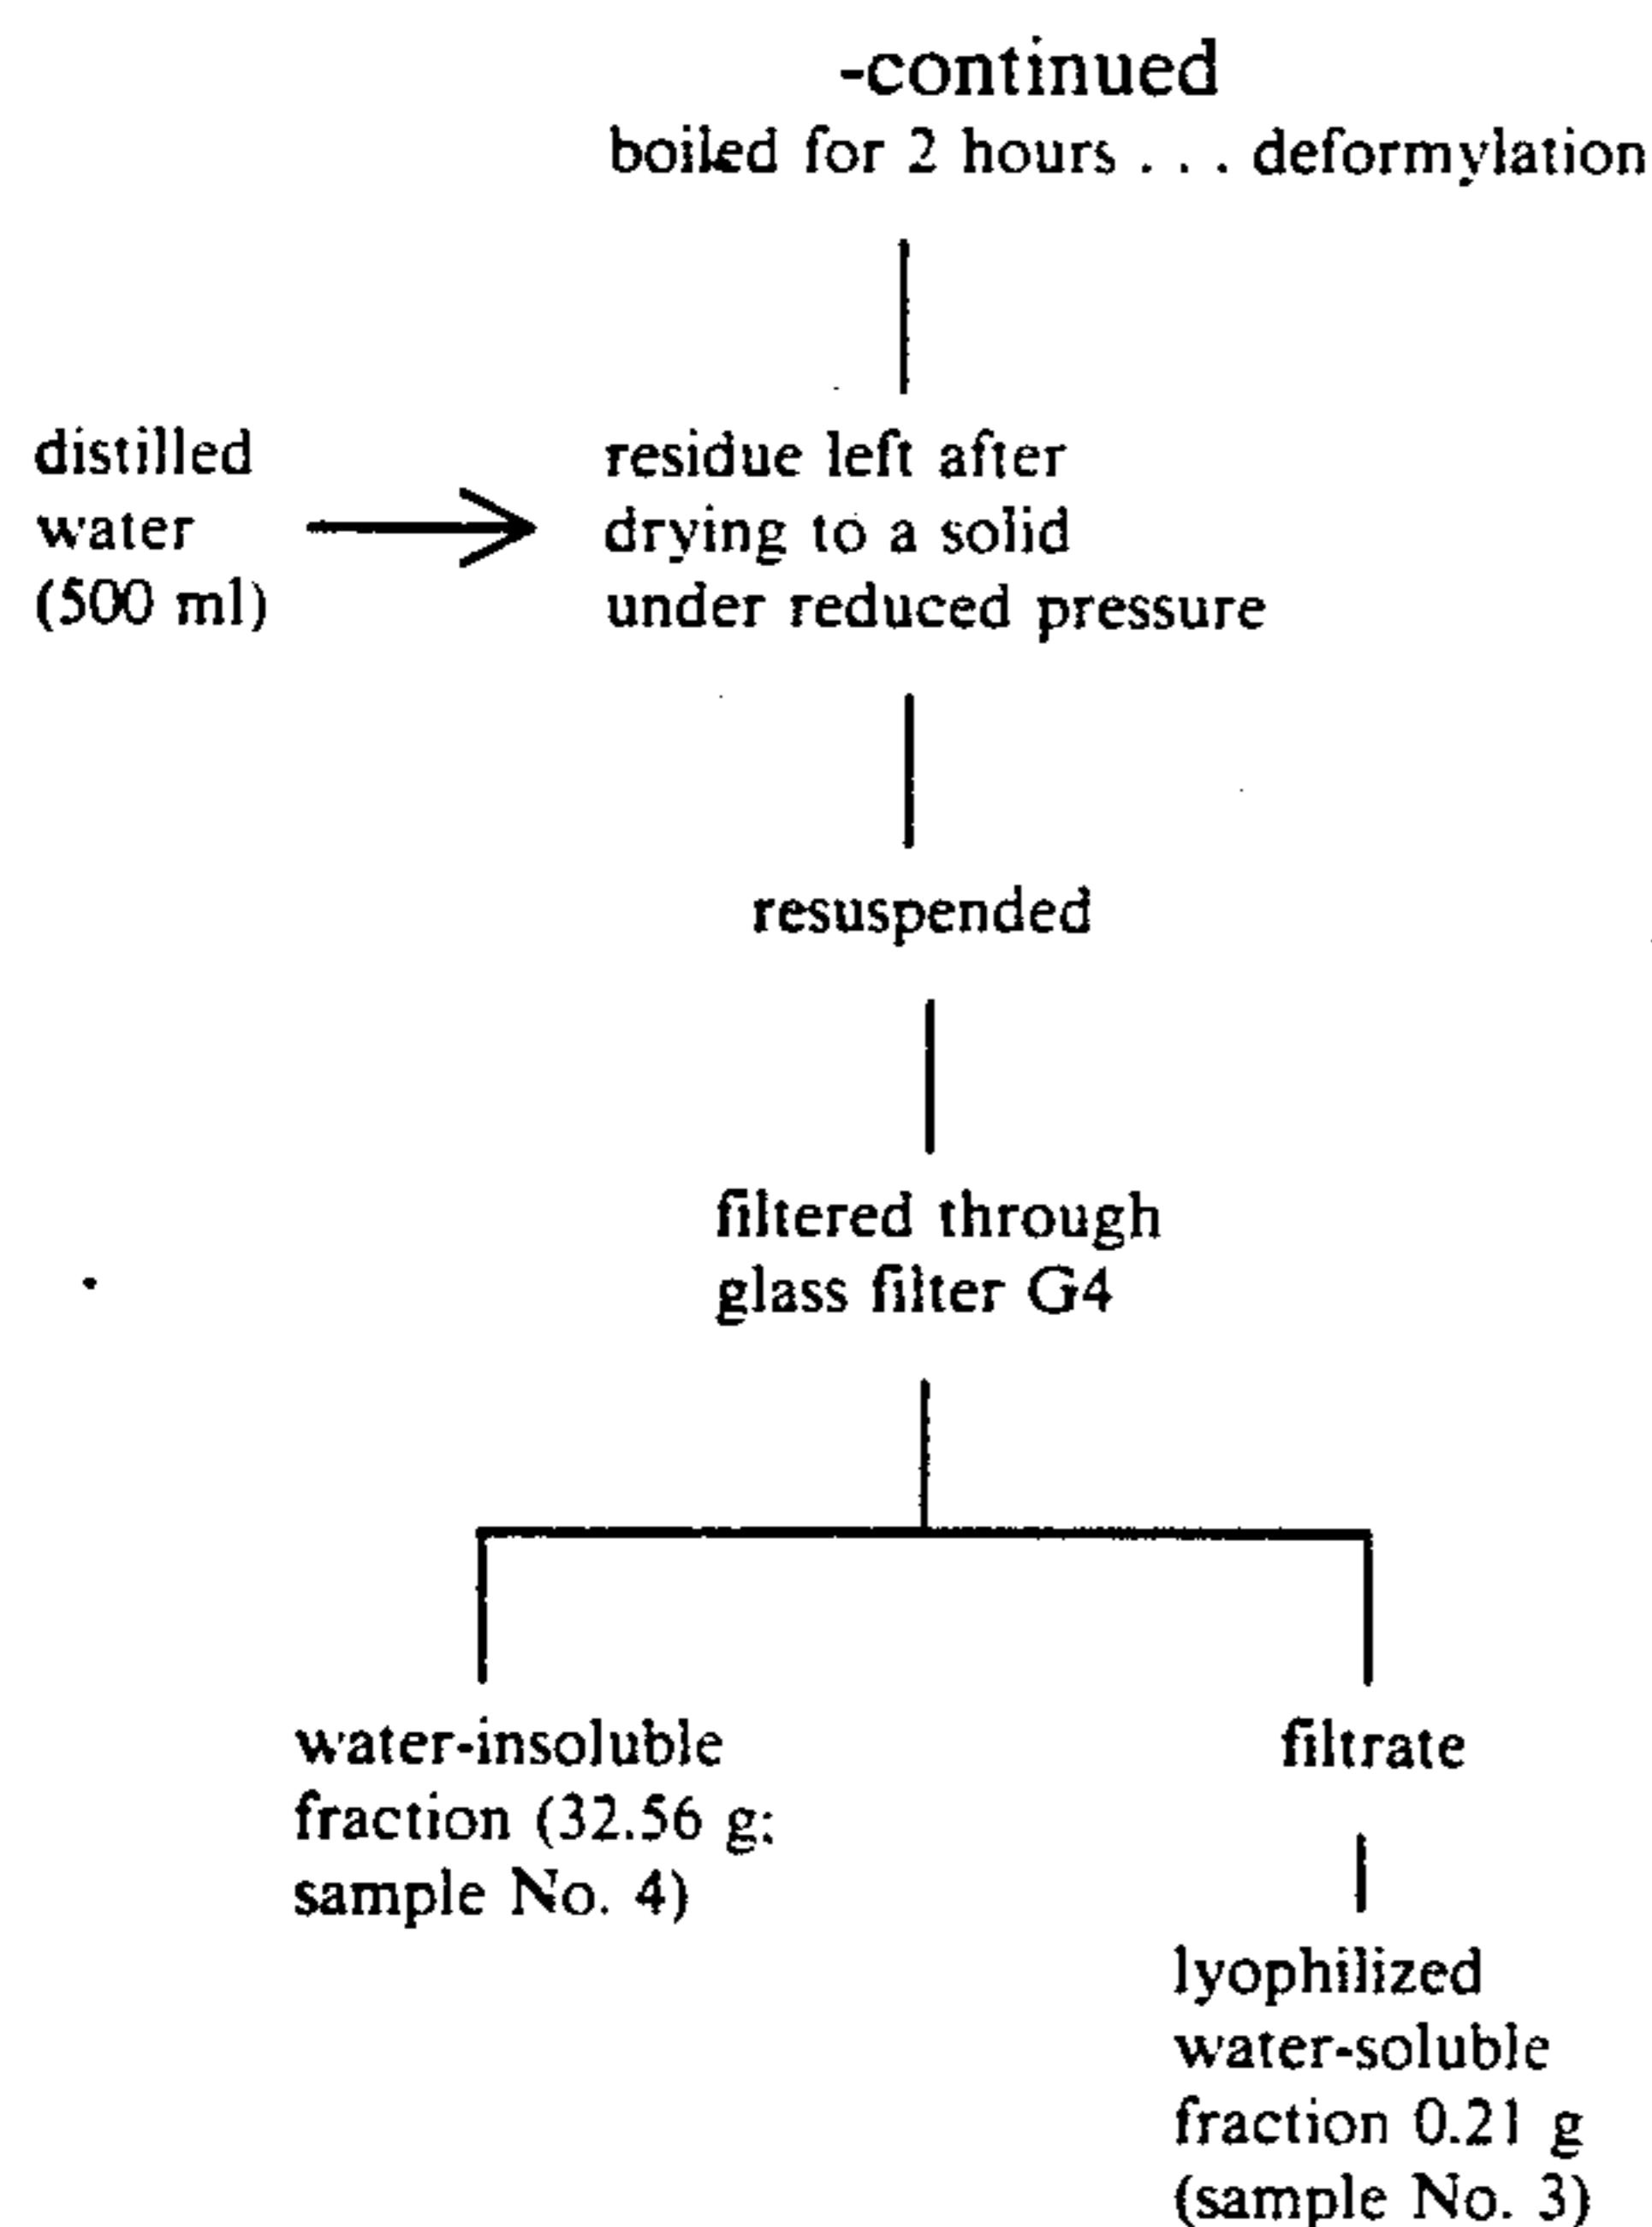 -continued
boiled for 2 hours . . . deformylation
distilled
water
(500 ml)
residue left after
drying to a solid
under reduced pressure
resuspended
filtered through
glass filter G4
water-insoluble
fraction (32.56 g;
sample No. 4)
filtrate
lyophilized
water-soluble
fraction 0.21 g
(sample No. 3)